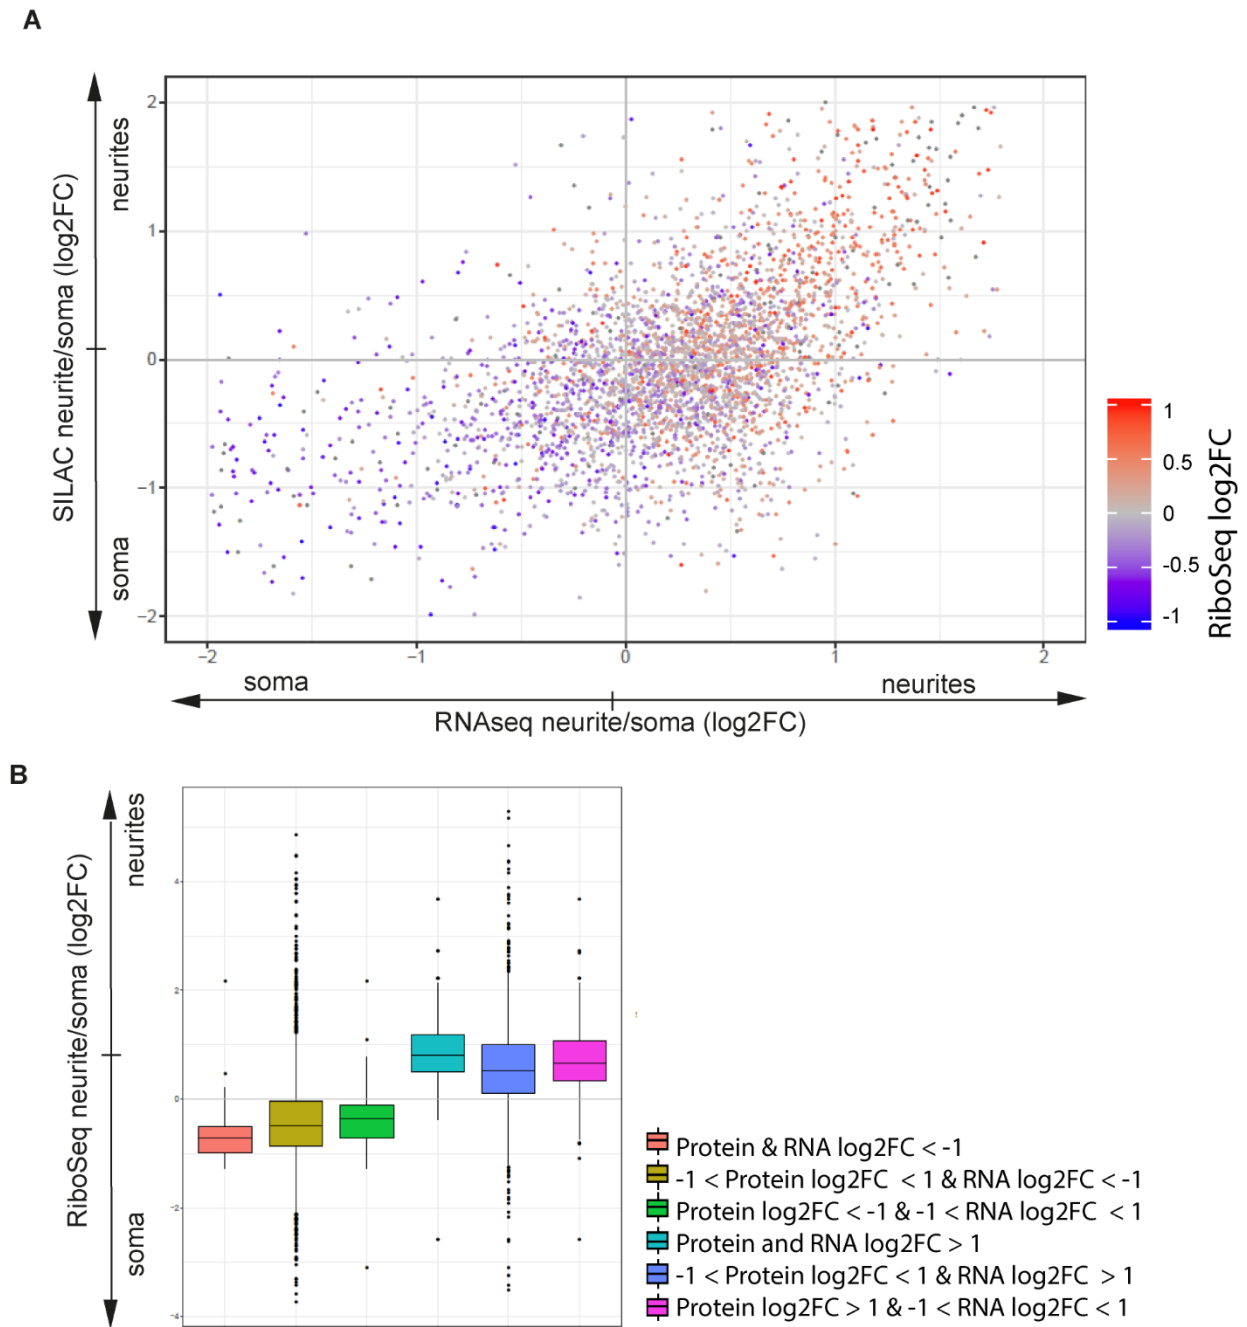 A
neurites
SILAC neurite/soma (log2FC)
soma
2
1
0
−1
−2
−2
−1
0
1
2
soma
neurites
RNAseq neurite/soma (log2FC)
1
0.5
0
-0.5
-1
RiboSeq log2FC
B
neurites
RiboSeq neurite/soma (log2FC)
soma
4
2
0
−2
−4
Protein & RNA log2FC < -1
-1 < Protein log2FC < 1 & RNA log2FC < -1
Protein log2FC < -1 & -1 < RNA log2FC < 1
Protein and RNA log2FC > 1
-1 < Protein log2FC < 1 & RNA log2FC > 1
Protein log2FC > 1 & -1 < RNA log2FC < 1